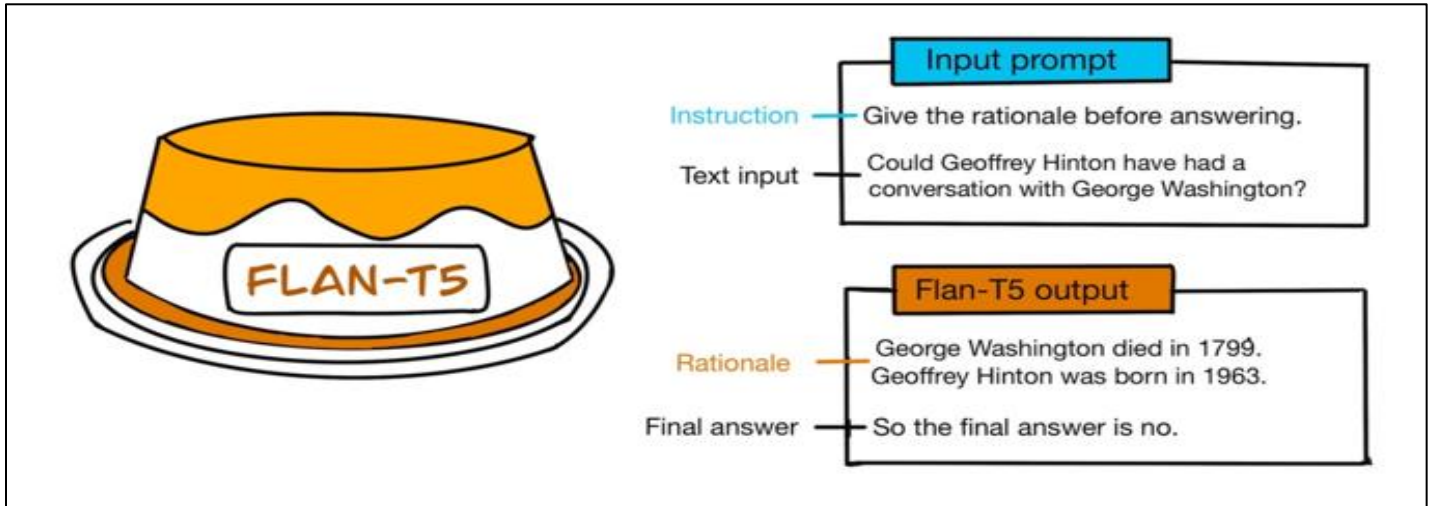 FLAN-T5
Input prompt
Instruction
Give the rationale before answering.
Text input
Could Geoffrey Hinton have had a
conversation with George Washington?
Flan-T5 output
Rationale
George Washington died in 1799.
Geoffrey Hinton was born in 1963.
Final answer
So the final answer is no.